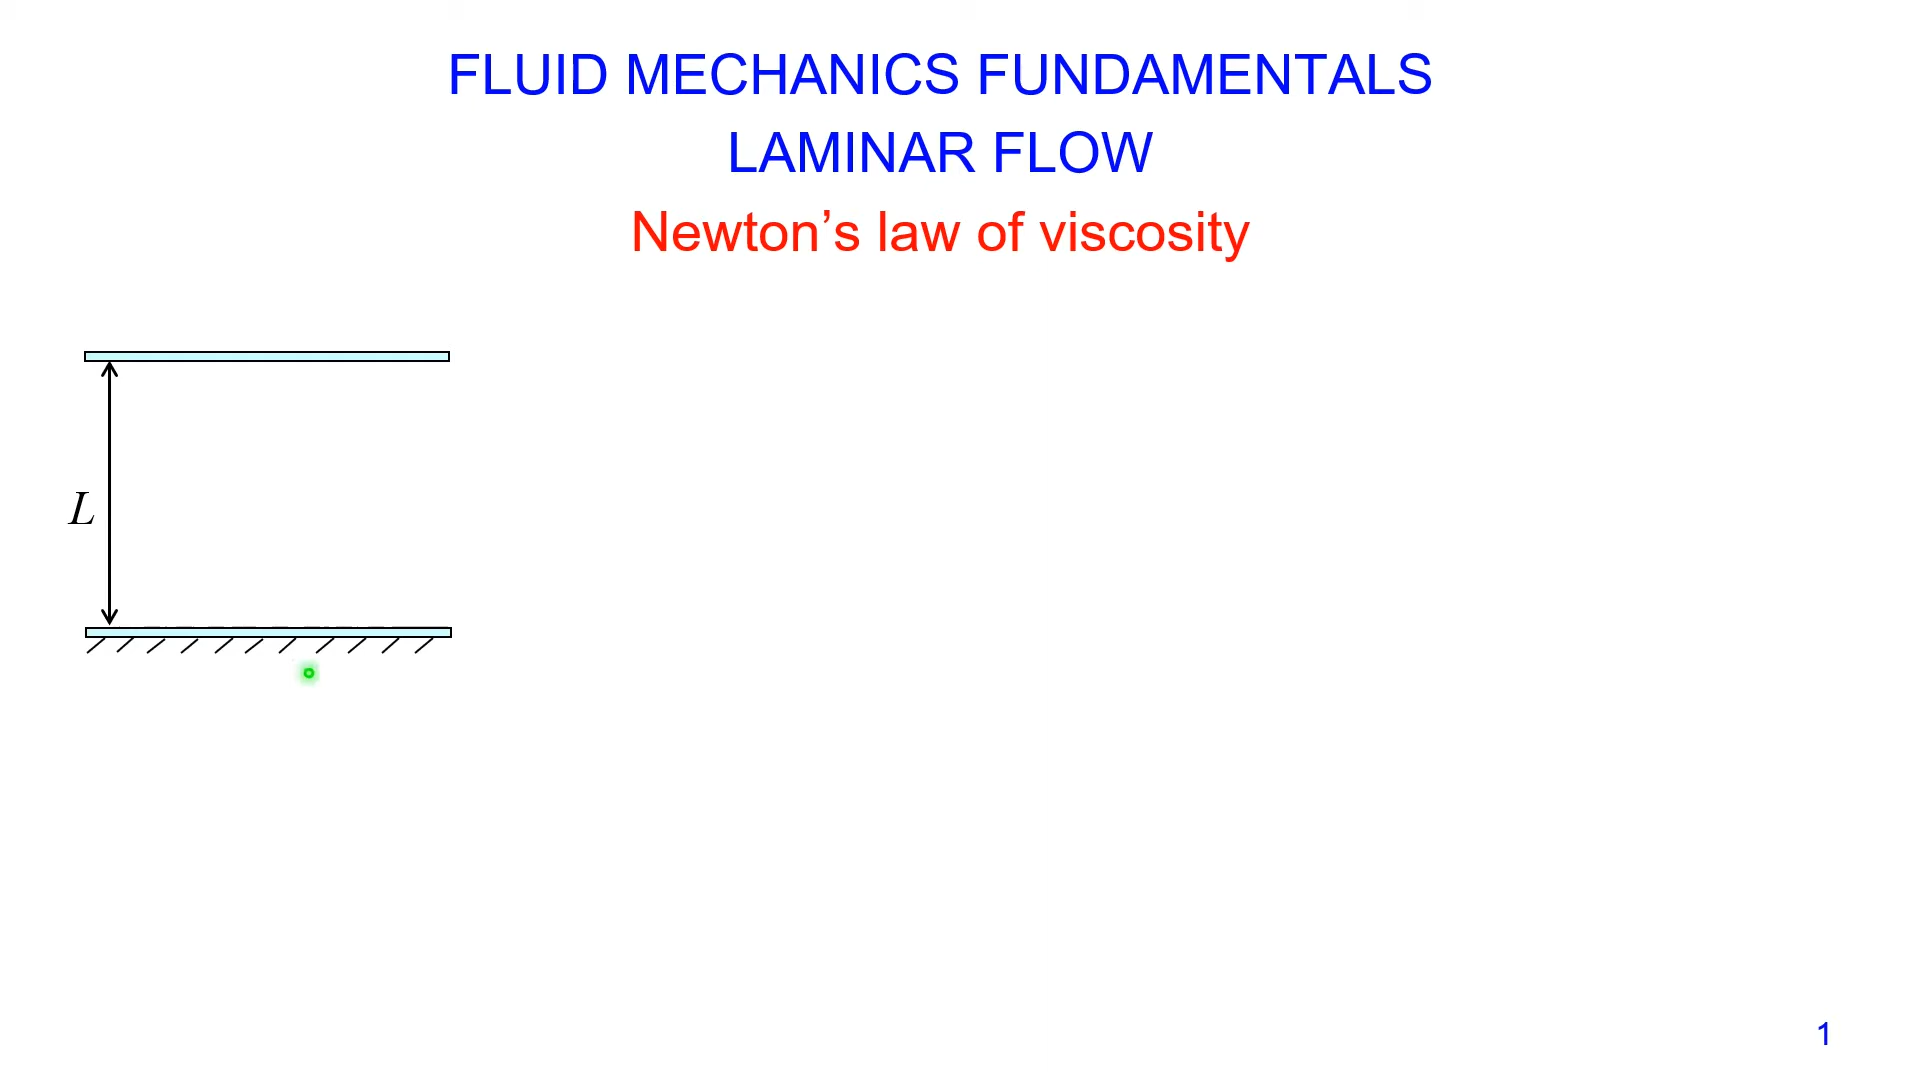 FLUID MECHANICS FUNDAMENTALS
LAMINAR FLOW
Newton’s law of viscosity
L
1